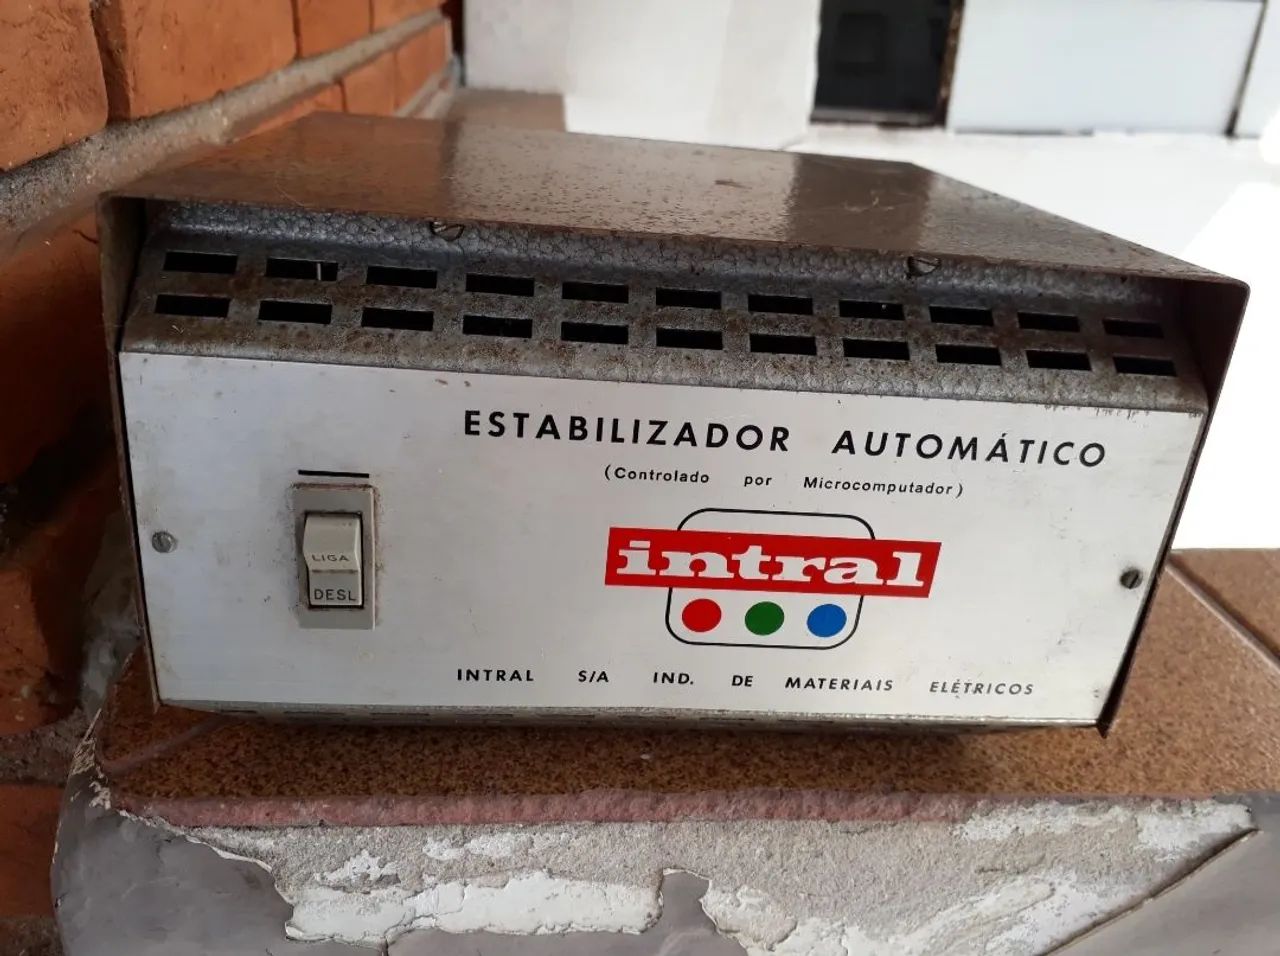 ESTABILIZADOR AUTOMÁTICO
(Controlado por Microcomputador)
LIGA
DESL
intral
INTRAL S/A IND. DE MATERIAIS ELÉTRICOS